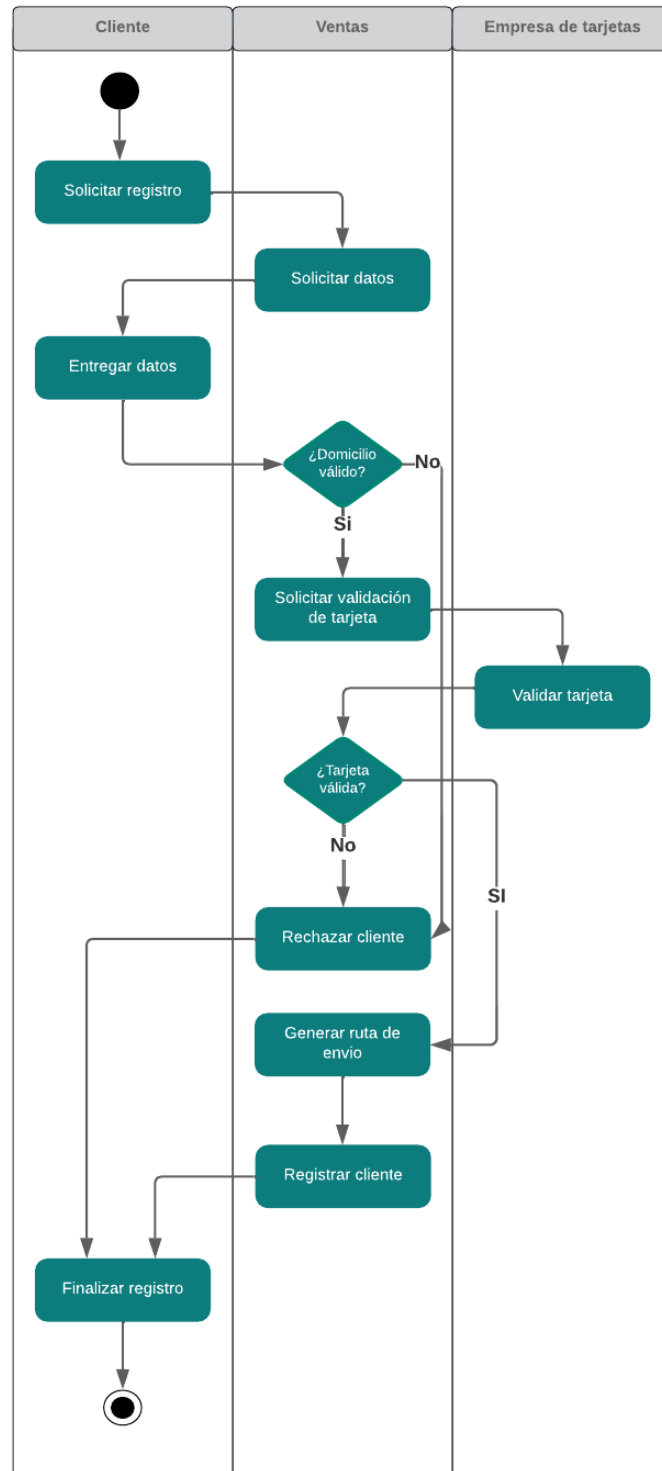 Cliente
Ventas
Empresa de tarjetas
Solicitar registro
Solicitar datos
Entregar datos
¿Domicilio
válido?
No
Si
Solicitar validación
de tarjeta
Validar tarjeta
¿Tarjeta
válida?
No
SI
Rechazar cliente
Generar ruta de
envio
Registrar cliente
Finalizar registro